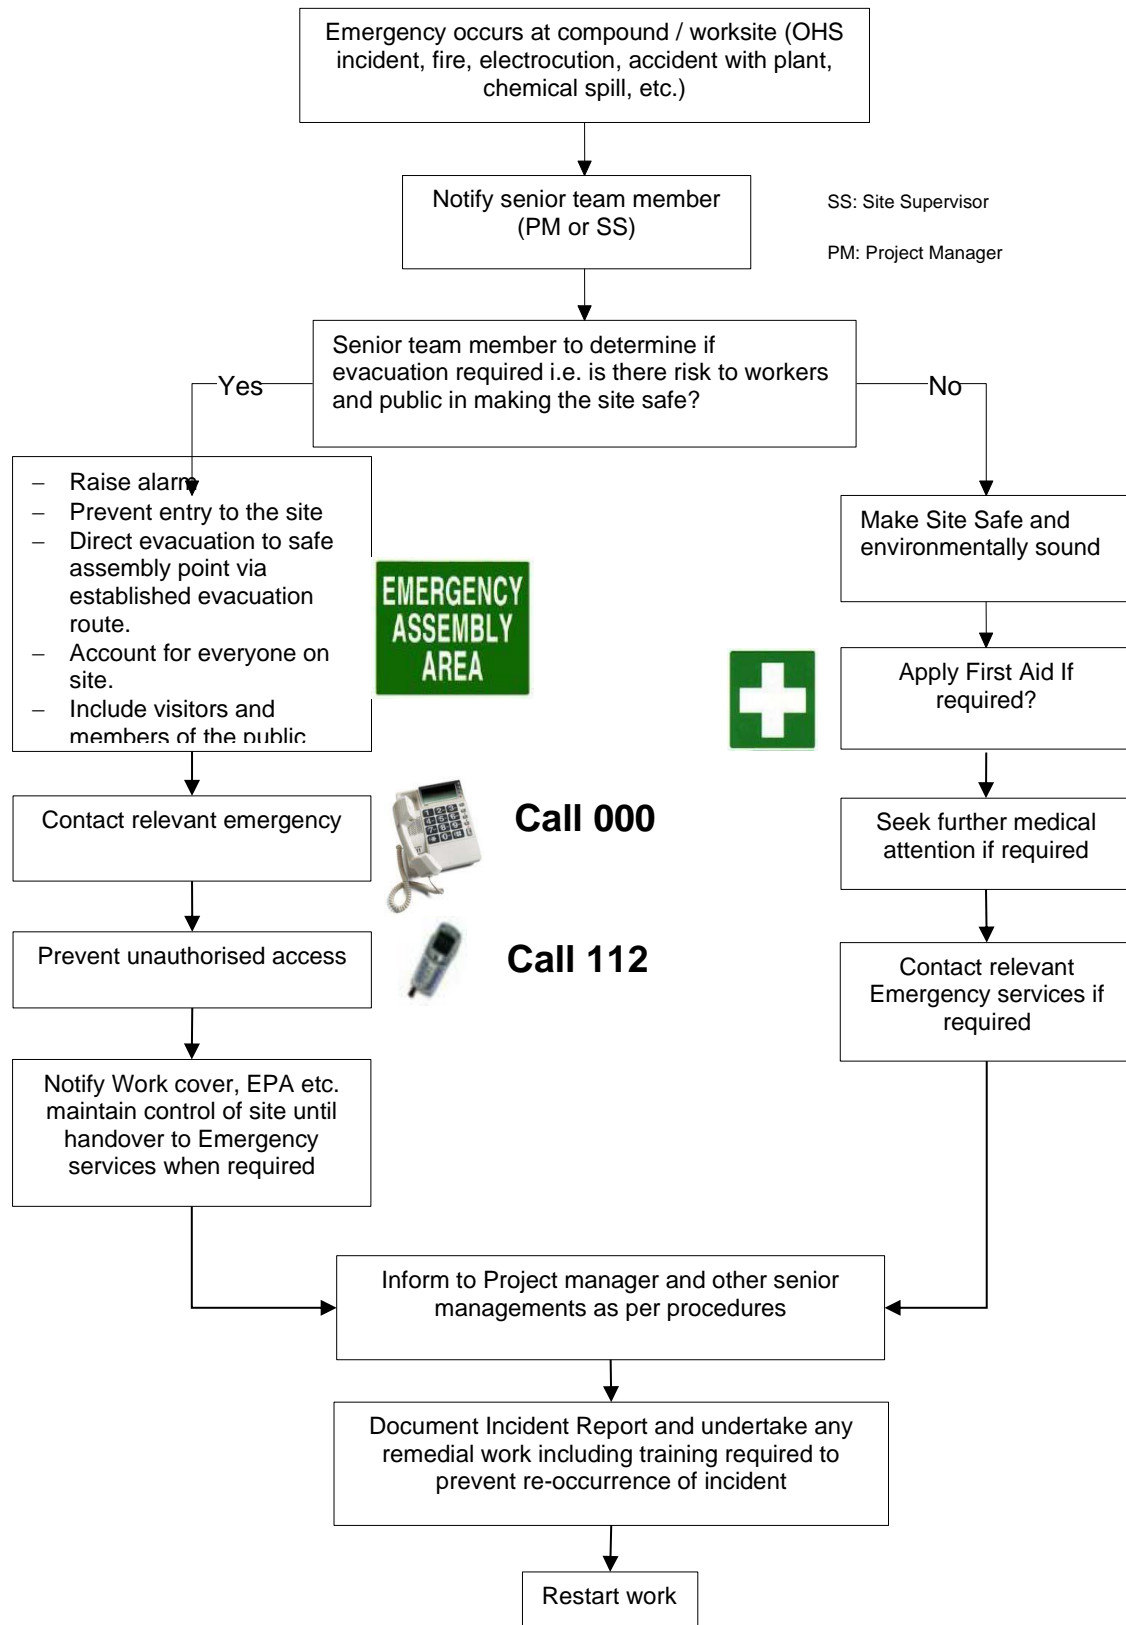 Emergency occurs at compound / worksite (OHS
incident, fire, electrocution, accident with plant,
chemical spill, etc.)
Notify senior team member
(PM or SS)
SS: Site Supervisor
PM: Project Manager
Senior team member to determine if
evacuation required i.e. is there risk to workers
and public in making the site safe?
Yes
No
– Raise alarm
– Prevent entry to the site
– Direct evacuation to safe
assembly point via
established evacuation
route.
– Account for everyone on
site.
– Include visitors and
members of the public
EMERGENCY
ASSEMBLY
AREA
Make Site Safe and
environmentally sound
Apply First Aid If
required?
Contact relevant emergency
Call 000
Seek further medical
attention if required
Prevent unauthorised access
Call 112
Contact relevant
Emergency services if
required
Notify Work cover, EPA etc.
maintain control of site until
handover to Emergency
services when required
Inform to Project manager and other senior
managements as per procedures
Document Incident Report and undertake any
remedial work including training required to
prevent re-occurrence of incident
Restart work